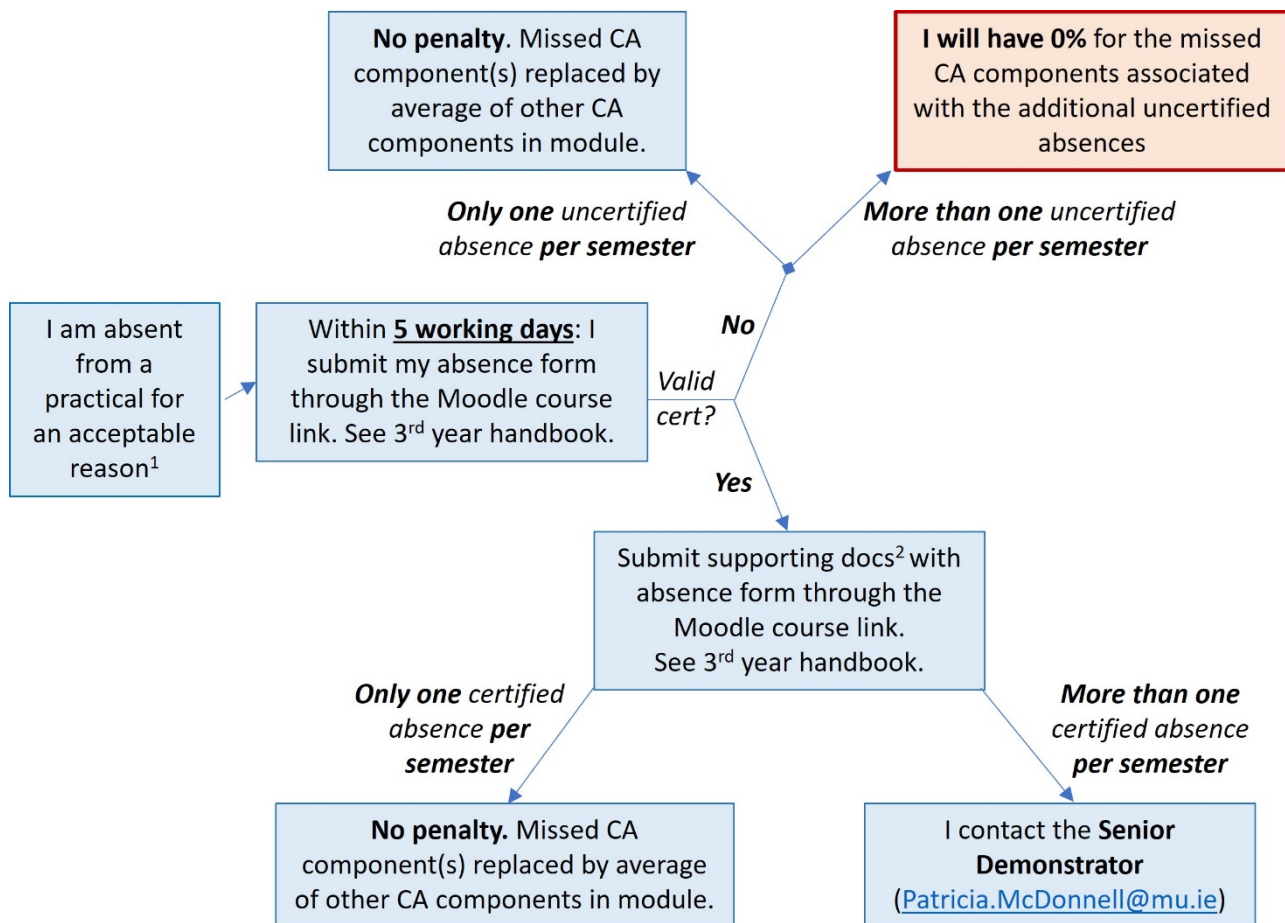 No penalty. Missed CA
component(s) replaced by
average of other CA
components in module.
I will have 0% for the missed
CA components associated
with the additional uncertified
absences
Only one uncertified
absence per semester
More than one uncertified
absence per semester
I am absent
from a
practical for
an acceptable
reason¹
Within 5 working days: I
submit my absence form
through the Moodle course
link. See 3rd year handbook.
Valid
cert?
No
Yes
Submit supporting docs² with
absence form through the
Moodle course link.
See 3rd year handbook.
Only one certified
absence per
semester
More than one
certified absence
per semester
No penalty. Missed CA
component(s) replaced by average
of other CA components in module.
I contact the Senior
Demonstrator
(Patricia.McDonnell@mu.ie)